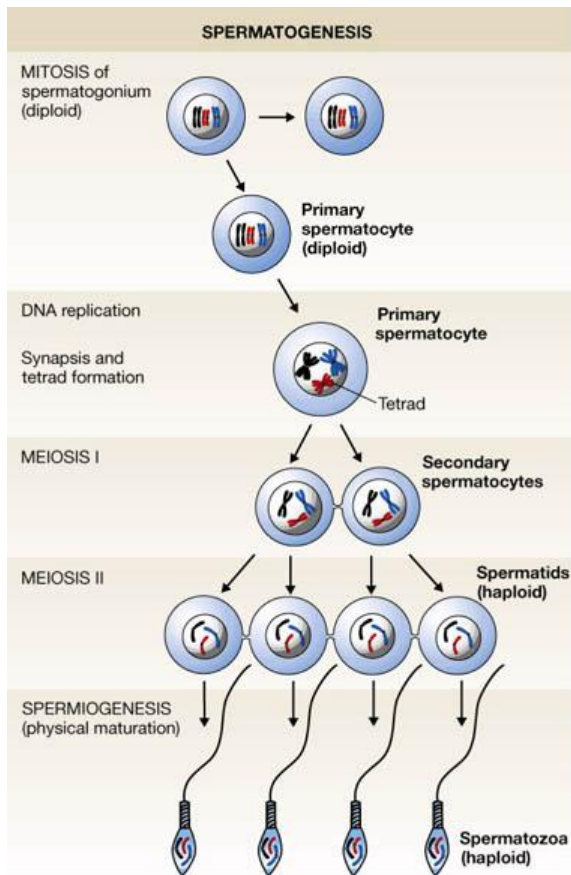 SPERMATOGENESIS
MITOSIS of
spermatogonium
(diploid)
Primary
spermatocyte
(diploid)
DNA replication
Primary
spermatocyte
Synapsis and
tetrad formation
Tetrad
MEIOSIS I
Secondary
spermatocytes
MEIOSIS II
Spermatids
(haploid)
SPERMIOGENESIS
(physical maturation)
Spermatozoa
(haploid)